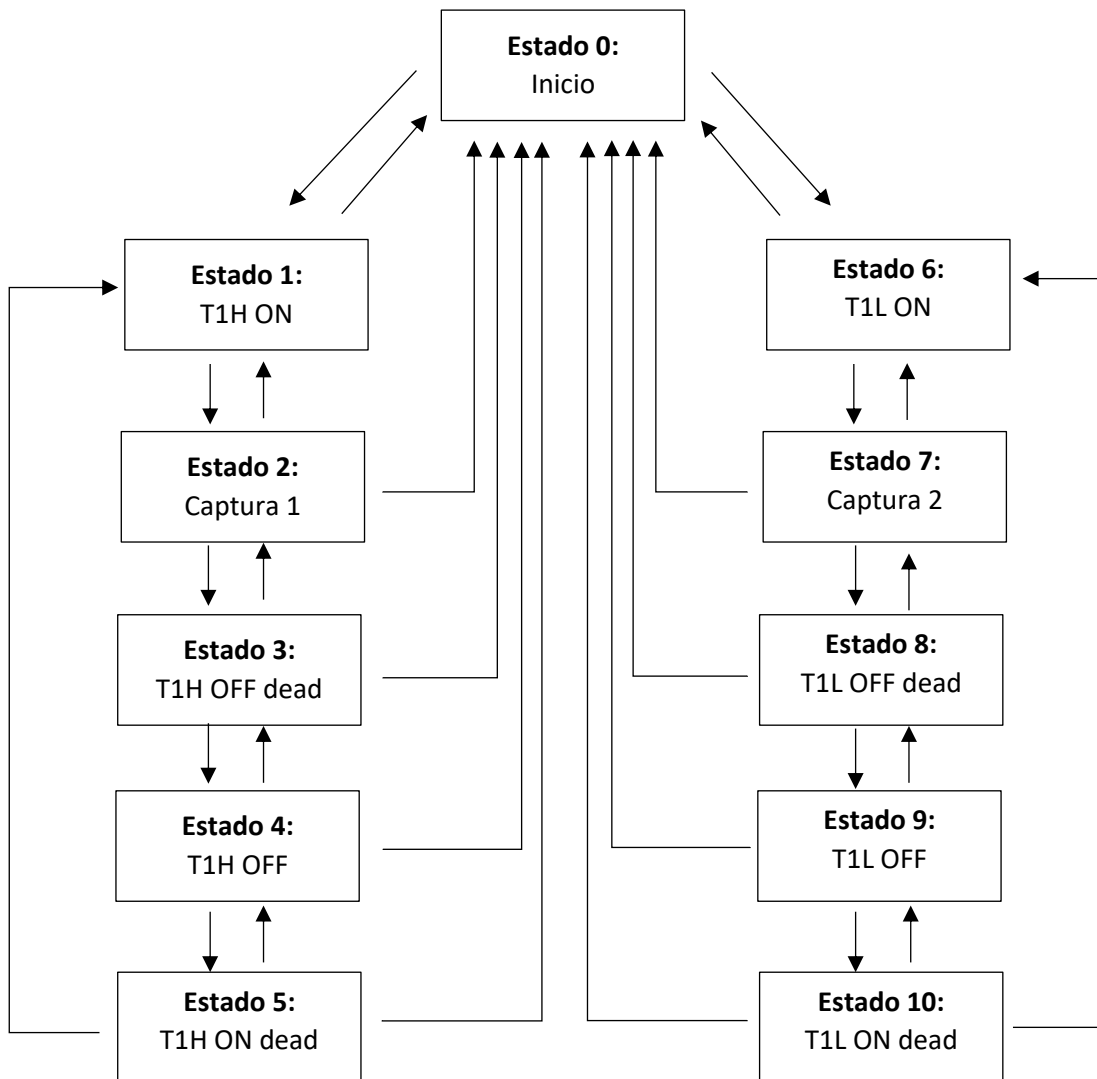 Estado 0:
Inicio
Estado 1:
T1H ON
Estado 6:
T1L ON
Estado 2:
Captura 1
Estado 7:
Captura 2
Estado 3:
T1H OFF dead
Estado 8:
T1L OFF dead
Estado 4:
T1H OFF
Estado 9:
T1L OFF
Estado 5:
T1H ON dead
Estado 10:
T1L ON dead